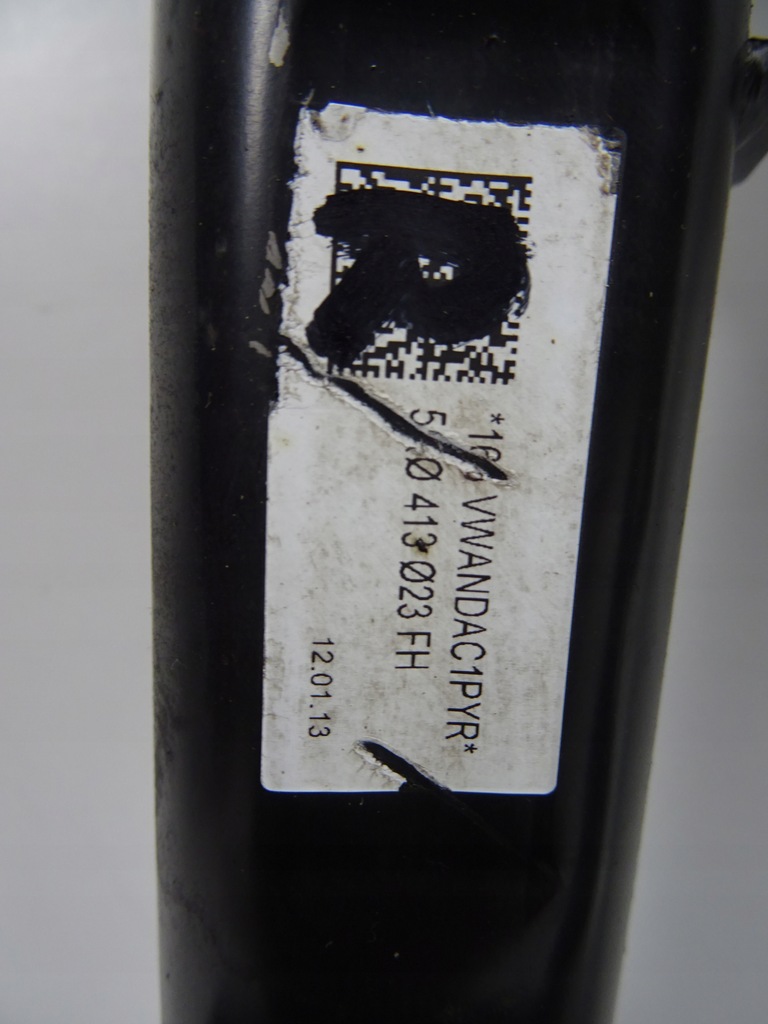 R
VWANDAC1PYR*
413 Ø23 FH
12.01.13